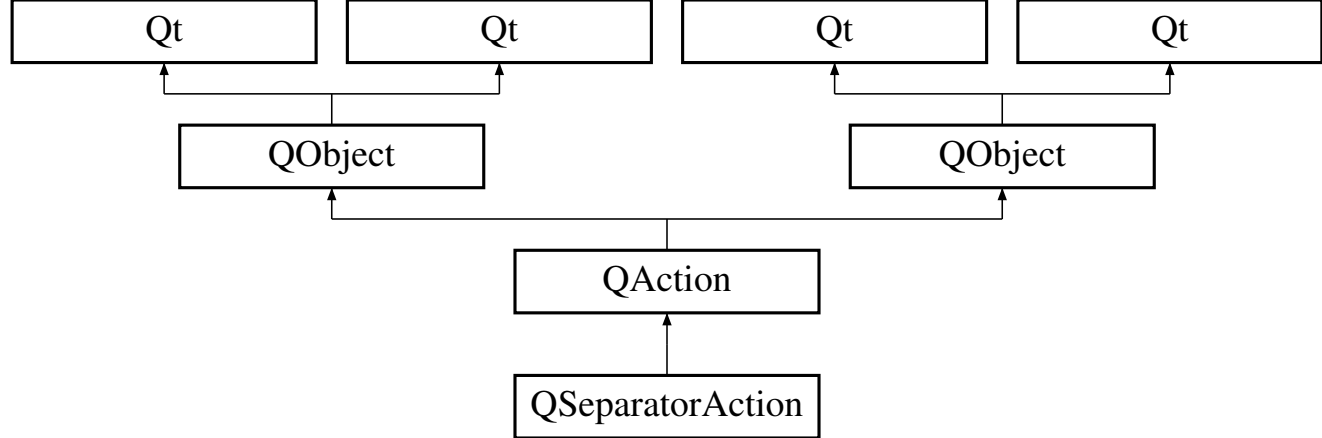 Qt
Qt
Qt
Qt
QObject
QObject
QAction
QSeparatorAction